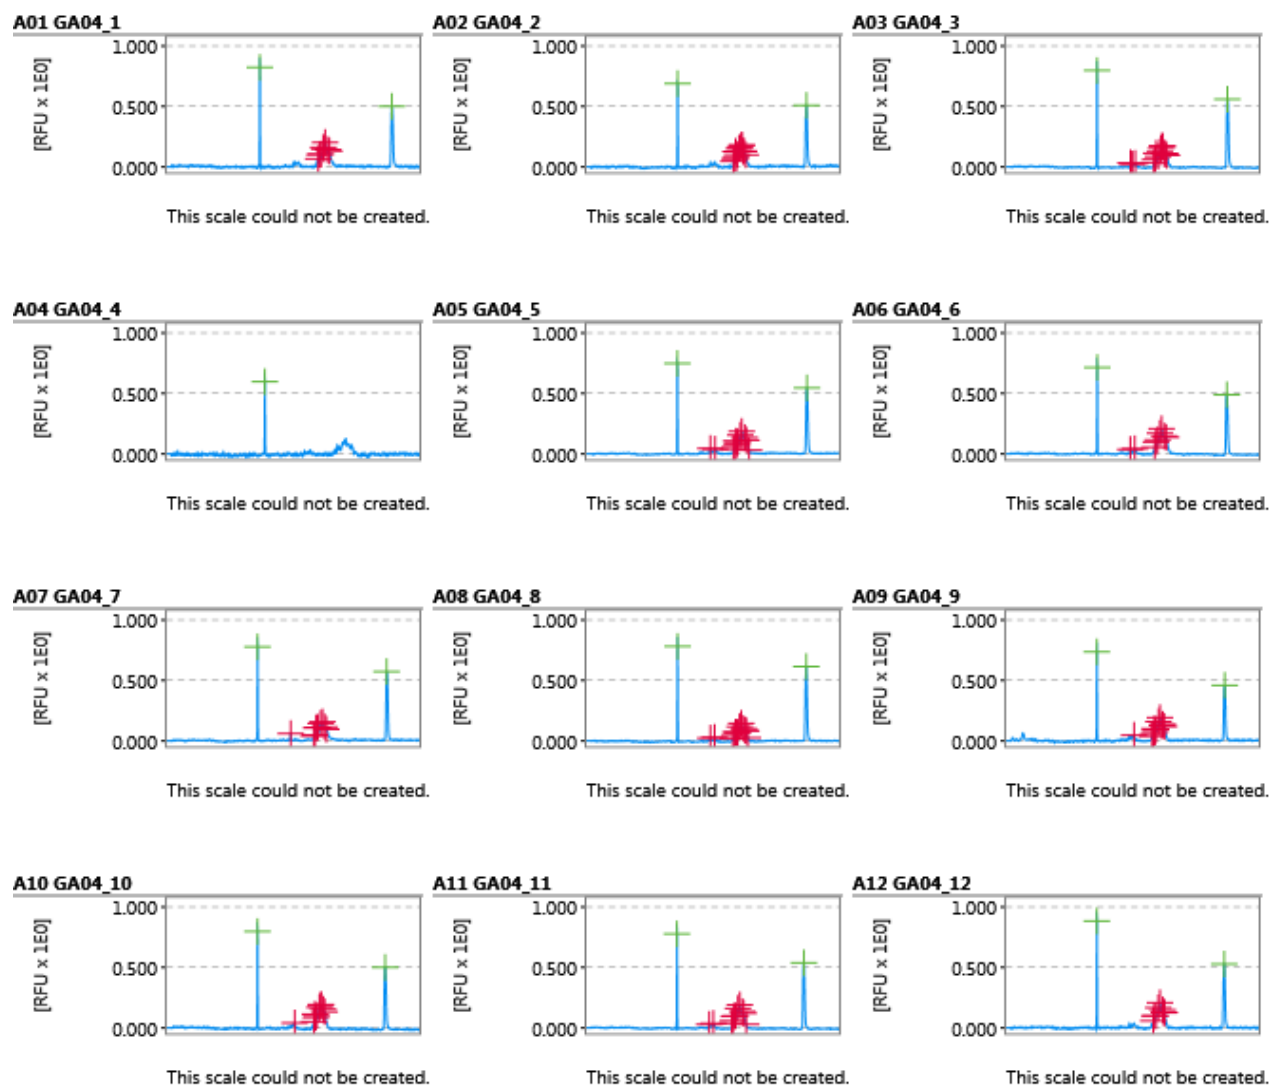 A01 GA04_1
[RFU x 1E0]
1.000
0.500
0.000
This scale could not be created.
A02 GA04_2
[RFU x 1E0]
1.000
0.500
0.000
This scale could not be created.
A03 GA04_3
[RFU x 1E0]
1.000
0.500
0.000
This scale could not be created.
A04 GA04_4
[RFU x 1E0]
1.000
0.500
0.000
This scale could not be created.
A05 GA04_5
[RFU x 1E0]
1.000
0.500
0.000
This scale could not be created.
A06 GA04_6
[RFU x 1E0]
1.000
0.500
0.000
This scale could not be created.
A07 GA04_7
[RFU x 1E0]
1.000
0.500
0.000
This scale could not be created.
A08 GA04_8
[RFU x 1E0]
1.000
0.500
0.000
This scale could not be created.
A09 GA04_9
[RFU x 1E0]
1.000
0.500
0.000
This scale could not be created.
A10 GA04_10
[RFU x 1E0]
1.000
0.500
0.000
This scale could not be created.
A11 GA04_11
[RFU x 1E0]
1.000
0.500
0.000
This scale could not be created.
A12 GA04_12
[RFU x 1E0]
1.000
0.500
0.000
This scale could not be created.